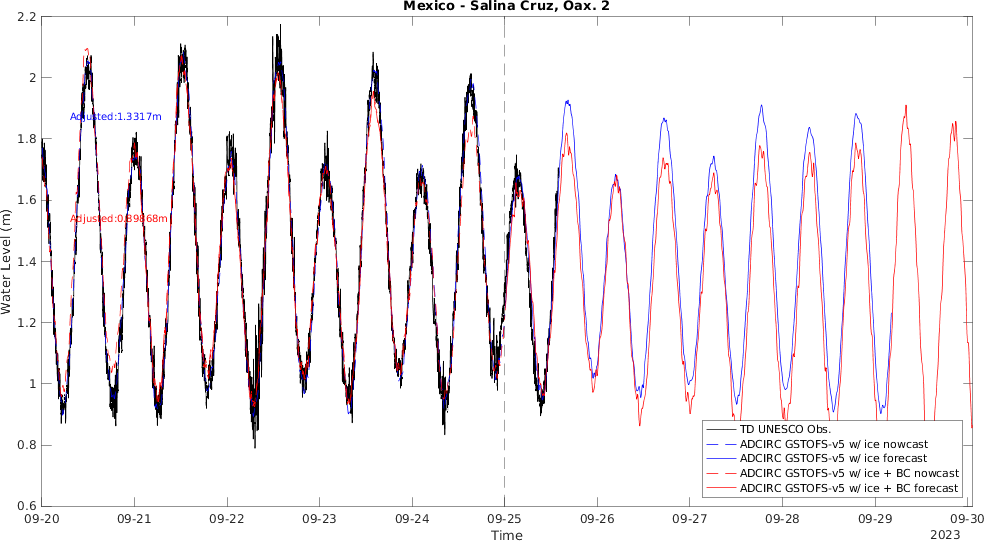 Mexico - Salina Cruz, Oax. 2
2.2
2
1.8
1.6
1.4
1.2
1
0.8
0.6
Water Level (m)
Adjusted:1.3317m
Adjusted:0.89868m
TD UNESCO Obs.
ADCIRC GSTOFS-v5 w/ ice nowcast
ADCIRC GSTOFS-v5 w/ ice forecast
ADCIRC GSTOFS-v5 w/ ice + BC nowcast
ADCIRC GSTOFS-v5 w/ ice + BC forecast
09-20 09-21 09-22 09-23 09-24 09-25 09-26 09-27 09-28 09-29 09-30
Time
2023